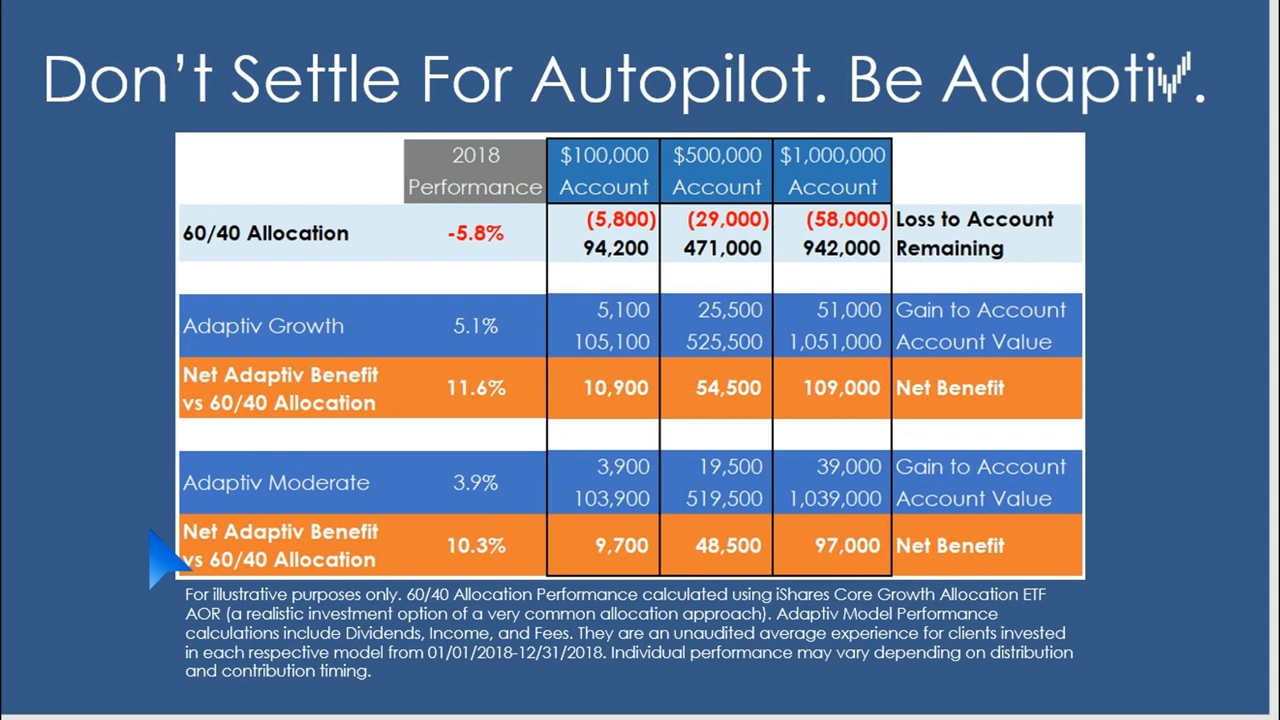 Don't Settle For Autopilot. Be Adaptiv.
2018 Performance $100,000 Account $500,000 Account $1,000,000 Account
60/40 Allocation -5.8% (5,800) (29,000) (58,000) Loss to Account
94,200 471,000 942,000 Remaining
Adaptiv Growth 5.1% 5,100 25,500 51,000 Gain to Account
105,100 525,500 1,051,000 Account Value
Net Adaptiv Benefit
vs 60/40 Allocation 11.6% 10,900 54,500 109,000 Net Benefit
Adaptiv Moderate 3.9% 3,900 19,500 39,000 Gain to Account
103,900 519,500 1,039,000 Account Value
Net Adaptiv Benefit
vs 60/40 Allocation 10.3% 9,700 48,500 97,000 Net Benefit
For illustrative purposes only. 60/40 Allocation Performance calculated using iShares Core Growth Allocation ETF
AOR (a realistic investment option of a very common allocation approach). Adaptiv Model Performance
calculations include Dividends, Income, and Fees. They are an unaudited average experience for clients invested
in each respective model from 01/01/2018-12/31/2018. Individual performance may vary depending on distribution
and contribution timing.